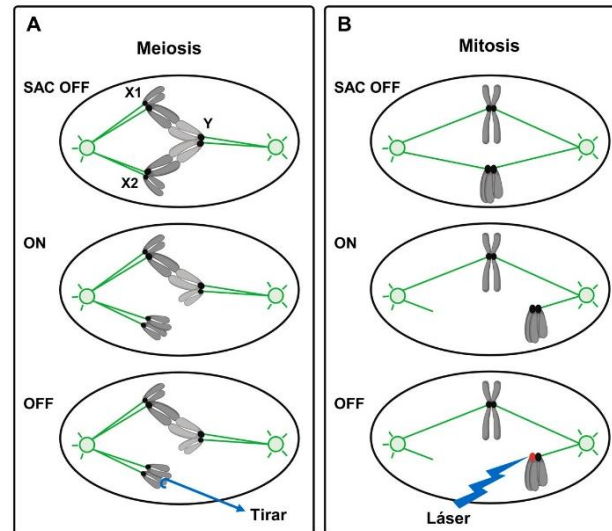 A
Meiosis
SAC OFF
X1
Y
X2
ON
OFF
Tirar
B
Mitosis
SAC OFF
ON
OFF
Láser